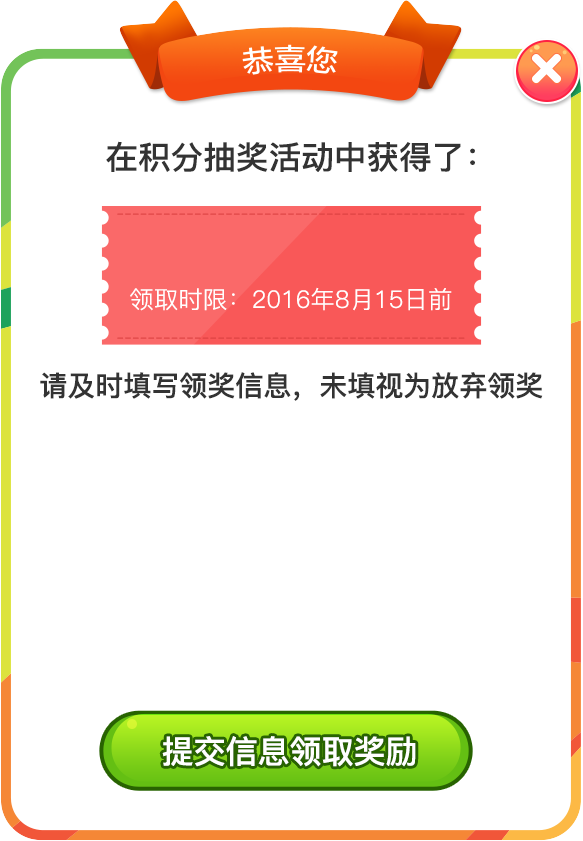 恭喜您
在积分抽奖活动中获得了：
领取时限：2016年8月15日前
请及时填写领奖信息，未填视为放弃领奖
提交信息领取奖励